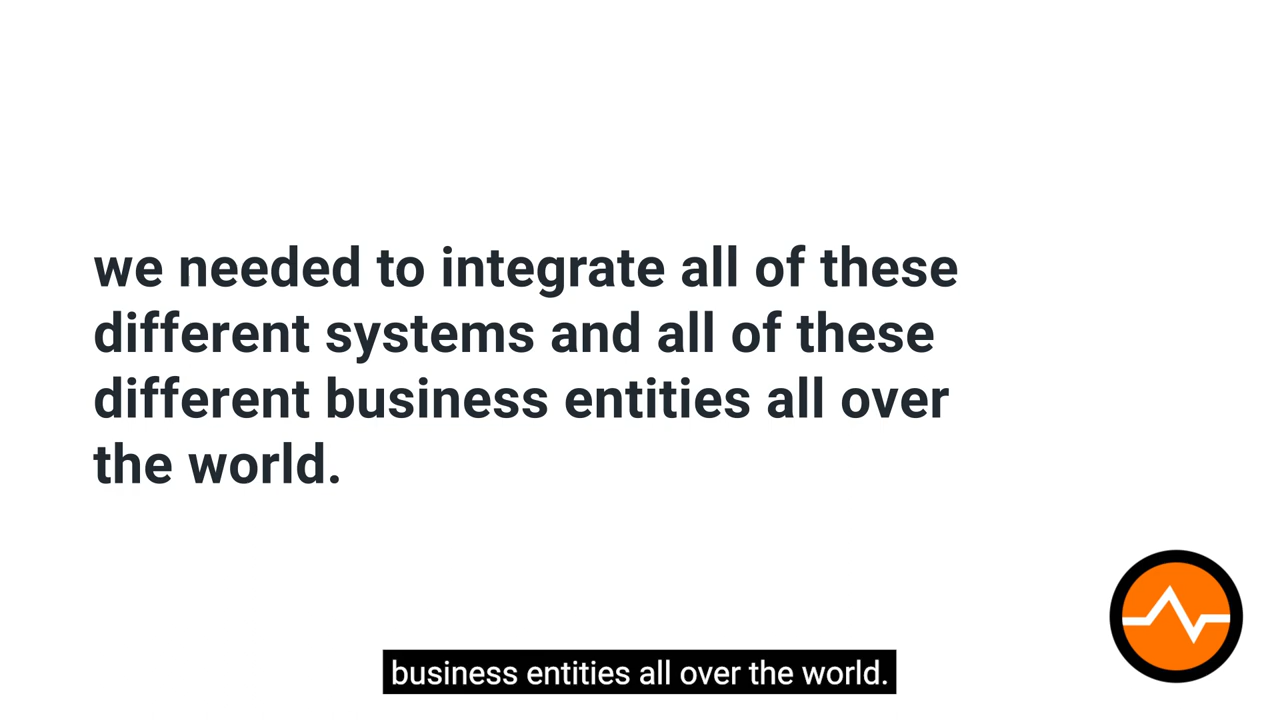 we needed to integrate all of these
different systems and all of these
different business entities all over
the world.
business entities all over the world.